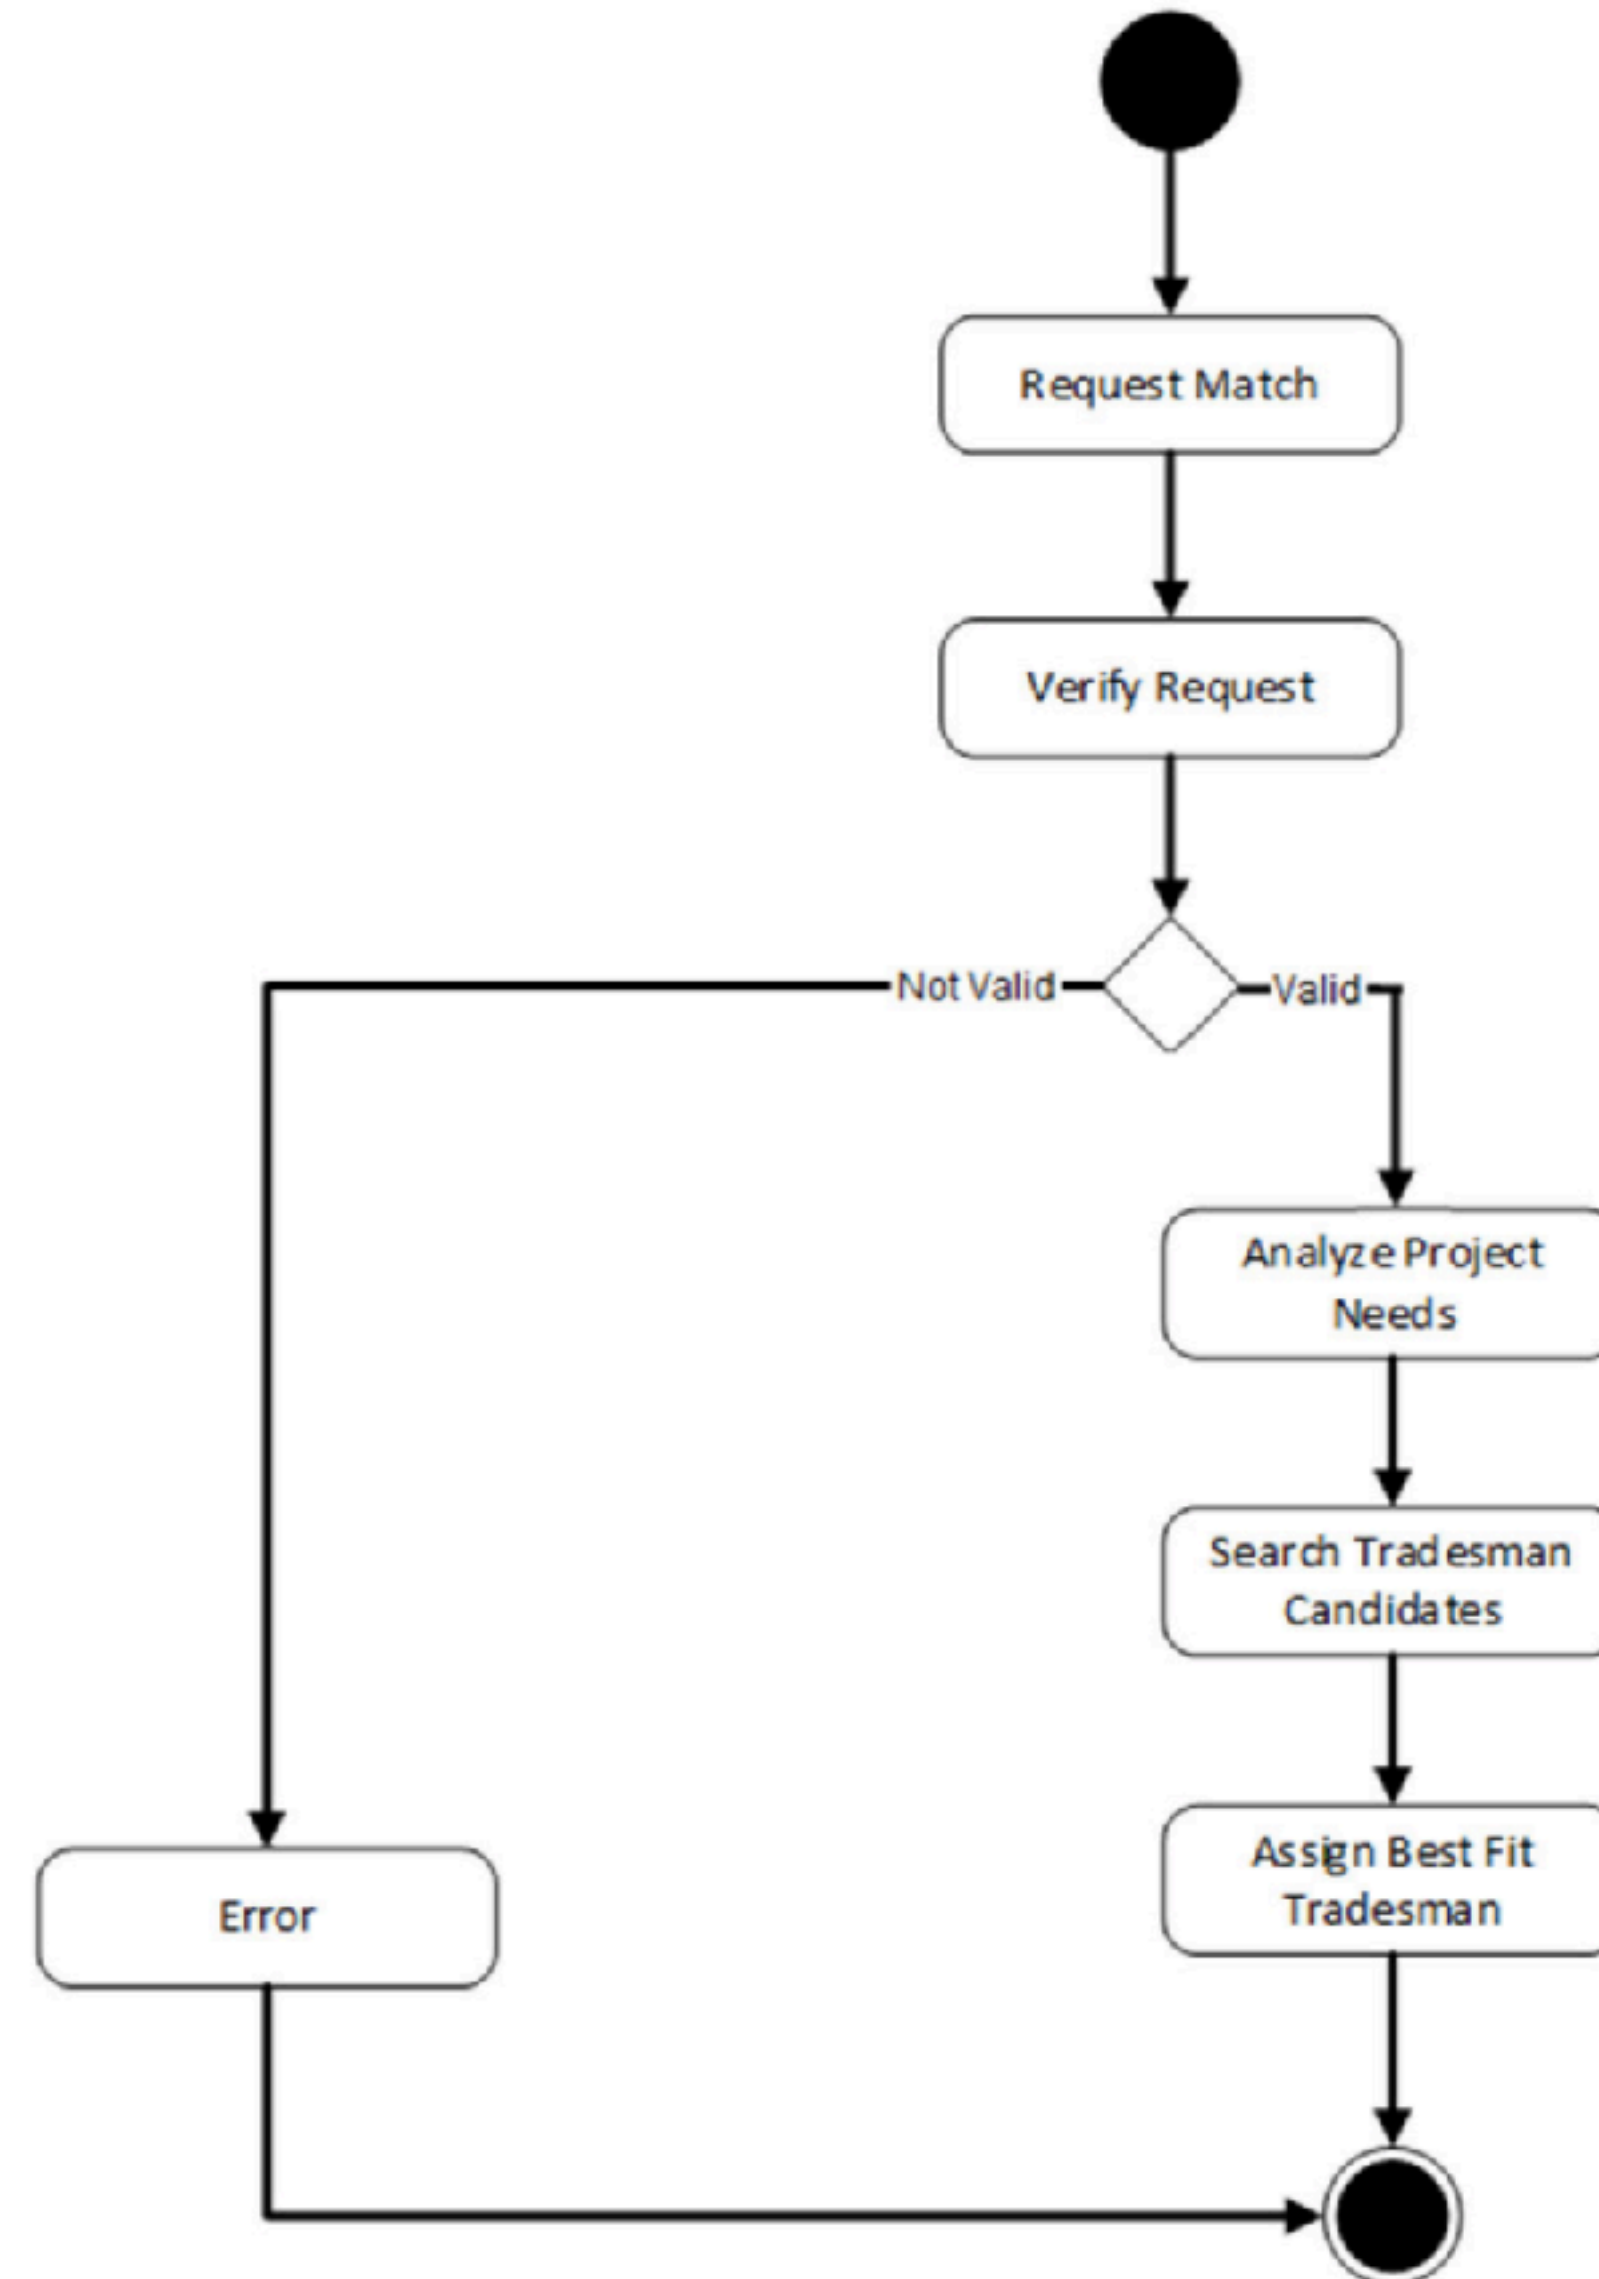 Request Match
Verify Request
Not Valid
Valid
Analyze Project
Needs
Search Tradesman
Candidates
Assign Best Fit
Tradesman
Error